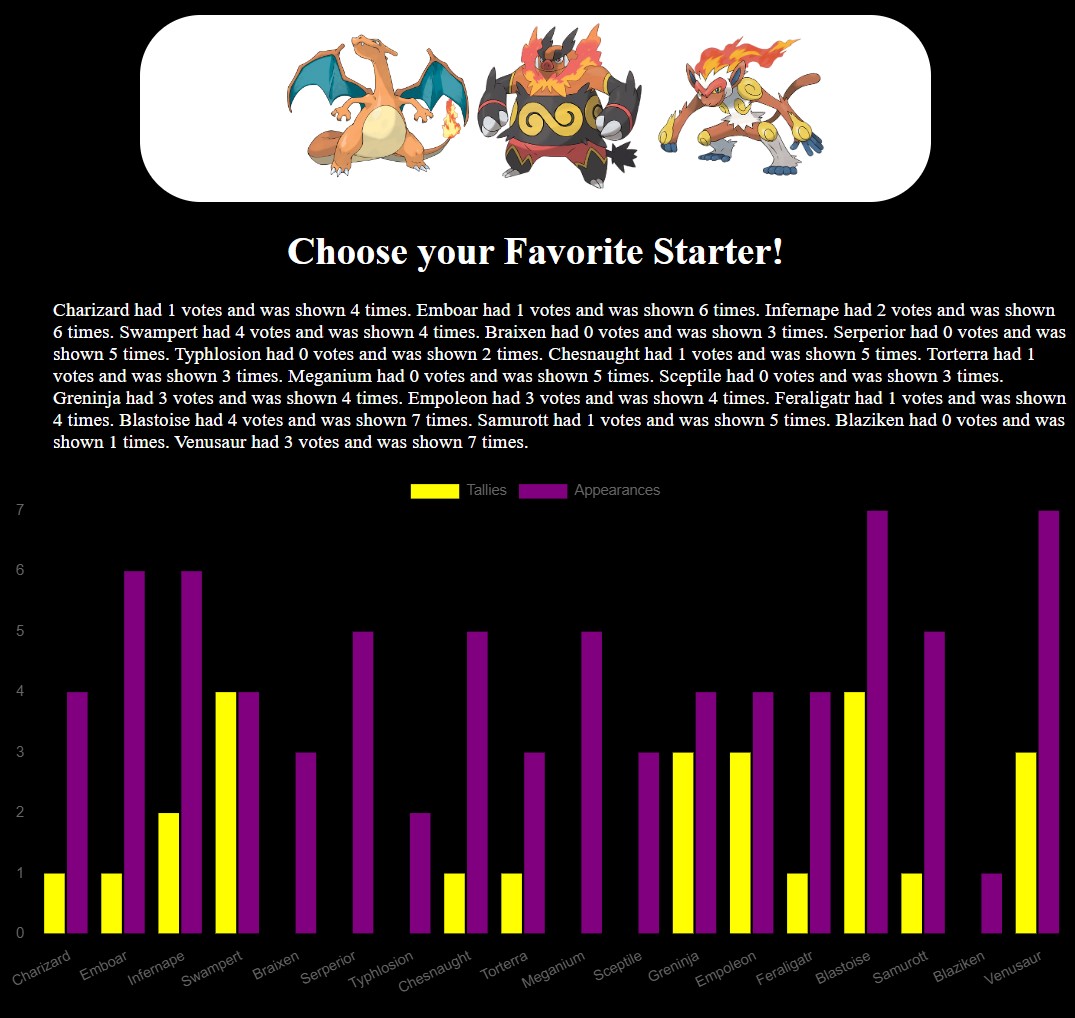 Choose your Favorite Starter!
Charizard had 1 votes and was shown 4 times. Emboar had 1 votes and was shown 6 times. Infernape had 2 votes and was shown
6 times. Swampert had 4 votes and was shown 4 times. Braixen had 0 votes and was shown 3 times. Serperior had 0 votes and was
shown 5 times. Typhlosion had 0 votes and was shown 2 times. Chesnaught had 1 votes and was shown 5 times. Torterra had 1
votes and was shown 3 times. Meganium had 0 votes and was shown 5 times. Sceptile had 0 votes and was shown 3 times.
Greninja had 3 votes and was shown 4 times. Empoleon had 3 votes and was shown 4 times. Feraligatr had 1 votes and was shown
4 times. Blastoise had 4 votes and was shown 7 times. Samurott had 1 votes and was shown 5 times. Blaziken had 0 votes and was
shown 1 times. Venusaur had 3 votes and was shown 7 times.
Tallies Appearances
7
6
5
4
3
2
1
0
Charizard Emboar Infernape Swampert Braixen Serperior Typhlosion Chesnaught Torterra Meganium Sceptile Greninja Empoleon Feraligatr Blastoise Samurott Blaziken Venusaur